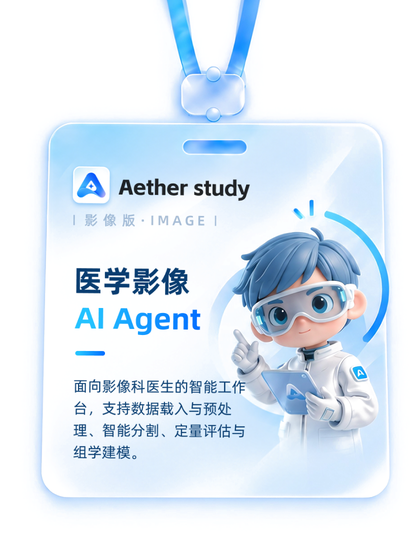 Aether study
影像版·IMAGE
医学影像
AI Agent
面向影像科医生的智能工作
台，支持数据载入与预处
理、智能分割、定量评估与
组学建模。